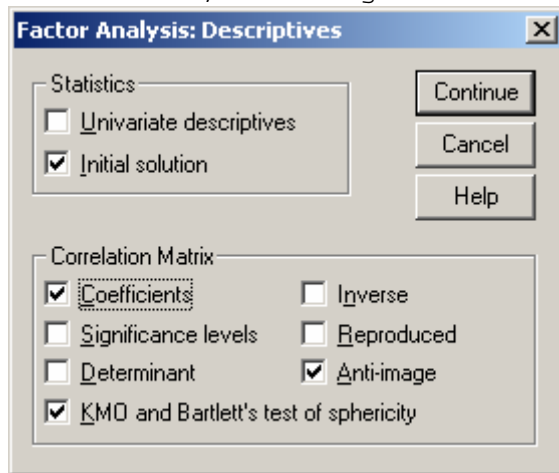 Factor Analysis: Descriptives
Statistics
Univariate descriptives
Initial solution
Continue
Cancel
Help
Correlation Matrix
Coefficients Inverse
Significance levels Reproduced
Determinant Anti-image
KMO and Bartlett's test of sphericity